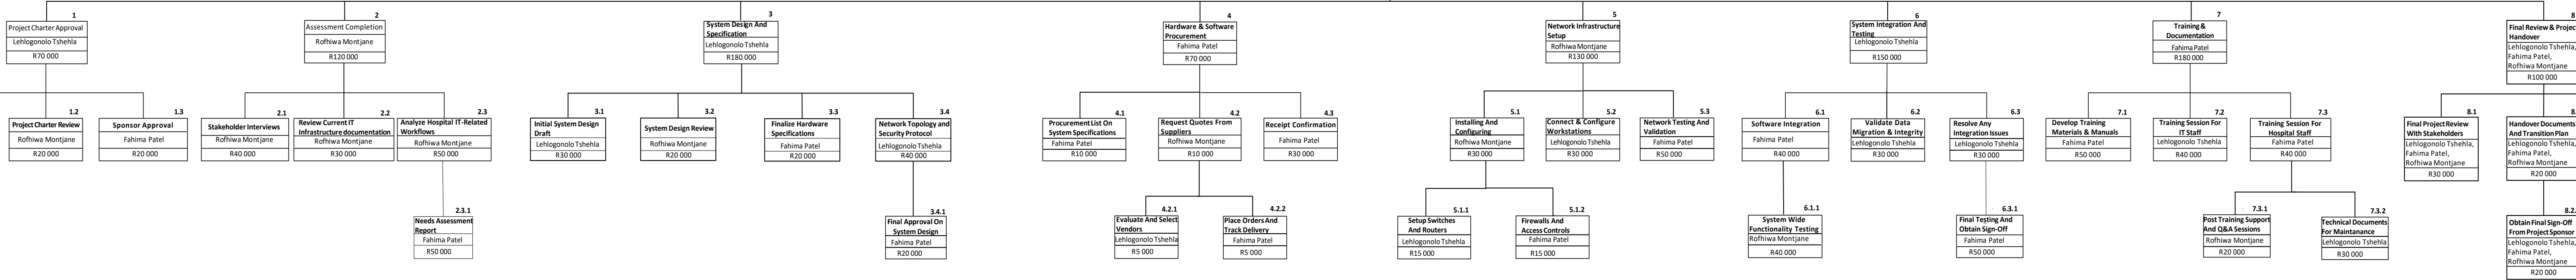 1
Project Charter Approval
Lehlogonolo Tshehla
R70 000
2
Assessment Completion
Rofhiwa Montjane
R120 000
3
System Design And
Specification
Lehlogonolo Tshehla
R180 000
4
Hardware & Software
Procurement
Fahima Patel
R70 000
5
Network Infrastructure
Setup
Rofhiwa Montjane
R130 000
6
System Integration And
Testing
Lehlogonolo Tshehla
R150 000
7
Training &
Documentation
Fahima Patel
R180 000
8
Final Review & Projec
Handover
Lehlogonolo Tshehla,
Fahima Patel,
Rofhiwa Montjane
R100 000
1.2
Project Charter Review
Rofhiwa Montjane
R20 000
1.3
Sponsor Approval
Fahima Patel
R20 000
2.1
Stakeholder Interviews
Rofhiwa Montjane
R40 000
2.2
Review Current IT
Infrastructure documentation
Rofhiwa Montjane
R30 000
2.3
Analyze Hospital IT-Related
Workflows
Rofhiwa Montjane
R50 000
3.1
Initial System Design
Draft
Lehlogonolo Tshehla
R30 000
3.2
System Design Review
Rofhiwa Montjane
R20 000
3.3
Finalize Hardware
Specifications
Fahima Patel
R20 000
3.4
Network Topology and
Security Protocol
Lehlogonolo Tshehla
R40 000
4.1
Procurement List On
System Specifications
Fahima Patel
R10 000
4.2
Request Quotes From
Suppliers
Rofhiwa Montjane
R10 000
4.3
Receipt Confirmation
Fahima Patel
R30 000
5.1
Installing And
Configuring
Rofhiwa Montjane
R30 000
5.2
Connect & Configure
Workstations
Lehlogonolo Tshehla
R30 000
5.3
Network Testing And
Validation
Fahima Patel
R50 000
6.1
Software Integration
Fahima Patel
R40 000
6.2
Validate Data
Migration & Integrity
Lehlogonolo Tshehla
R30 000
6.3
Resolve Any
Integration Issues
Lehlogonolo Tshehla
R30 000
7.1
Develop Training
Materials & Manuals
Fahima Patel
R50 000
7.2
Training Session For
IT Staff
Lehlogonolo Tshehla
R40 000
7.3
Training Session For
Hospital Staff
Fahima Patel
R40 000
8.1
Final Project Review
With Stakeholders
Lehlogonolo Tshehla,
Fahima Patel,
Rofhiwa Montjane
R30 000
8.
Handover Documents
And Transition Plan
Lehlogonolo Tshehla,
Fahima Patel,
Rofhiwa Montjane
R20 000
2.3.1
Needs Assessment
Report
Fahima Patel
R50 000
3.4.1
Final Approval On
System Design
Fahima Patel
R20 000
4.2.1
Evaluate And Select
Vendors
Lehlogonolo Tshehla
R5 000
4.2.2
Place Orders And
Track Delivery
Fahima Patel
R5 000
5.1.1
Setup Switches
And Routers
Lehlogonolo Tshehla
R15 000
5.1.2
Firewalls And
Access Controls
Fahima Patel
R15 000
6.1.1
System Wide
Functionality Testing
Rofhiwa Montjane
R40 000
6.3.1
Final Testing And
Obtain Sign-Off
Fahima Patel
R50 000
7.3.1
Post Training Support
And Q&A Sessions
Rofhiwa Montjane
R20 000
7.3.2
Technical Documents
For Maintanance
Lehlogonolo Tshehla
R30 000
8.2.
Obtain Final Sign-Off
From Project Sponsor
Lehlogonolo Tshehla,
Fahima Patel,
Rofhiwa Montjane
R20 000